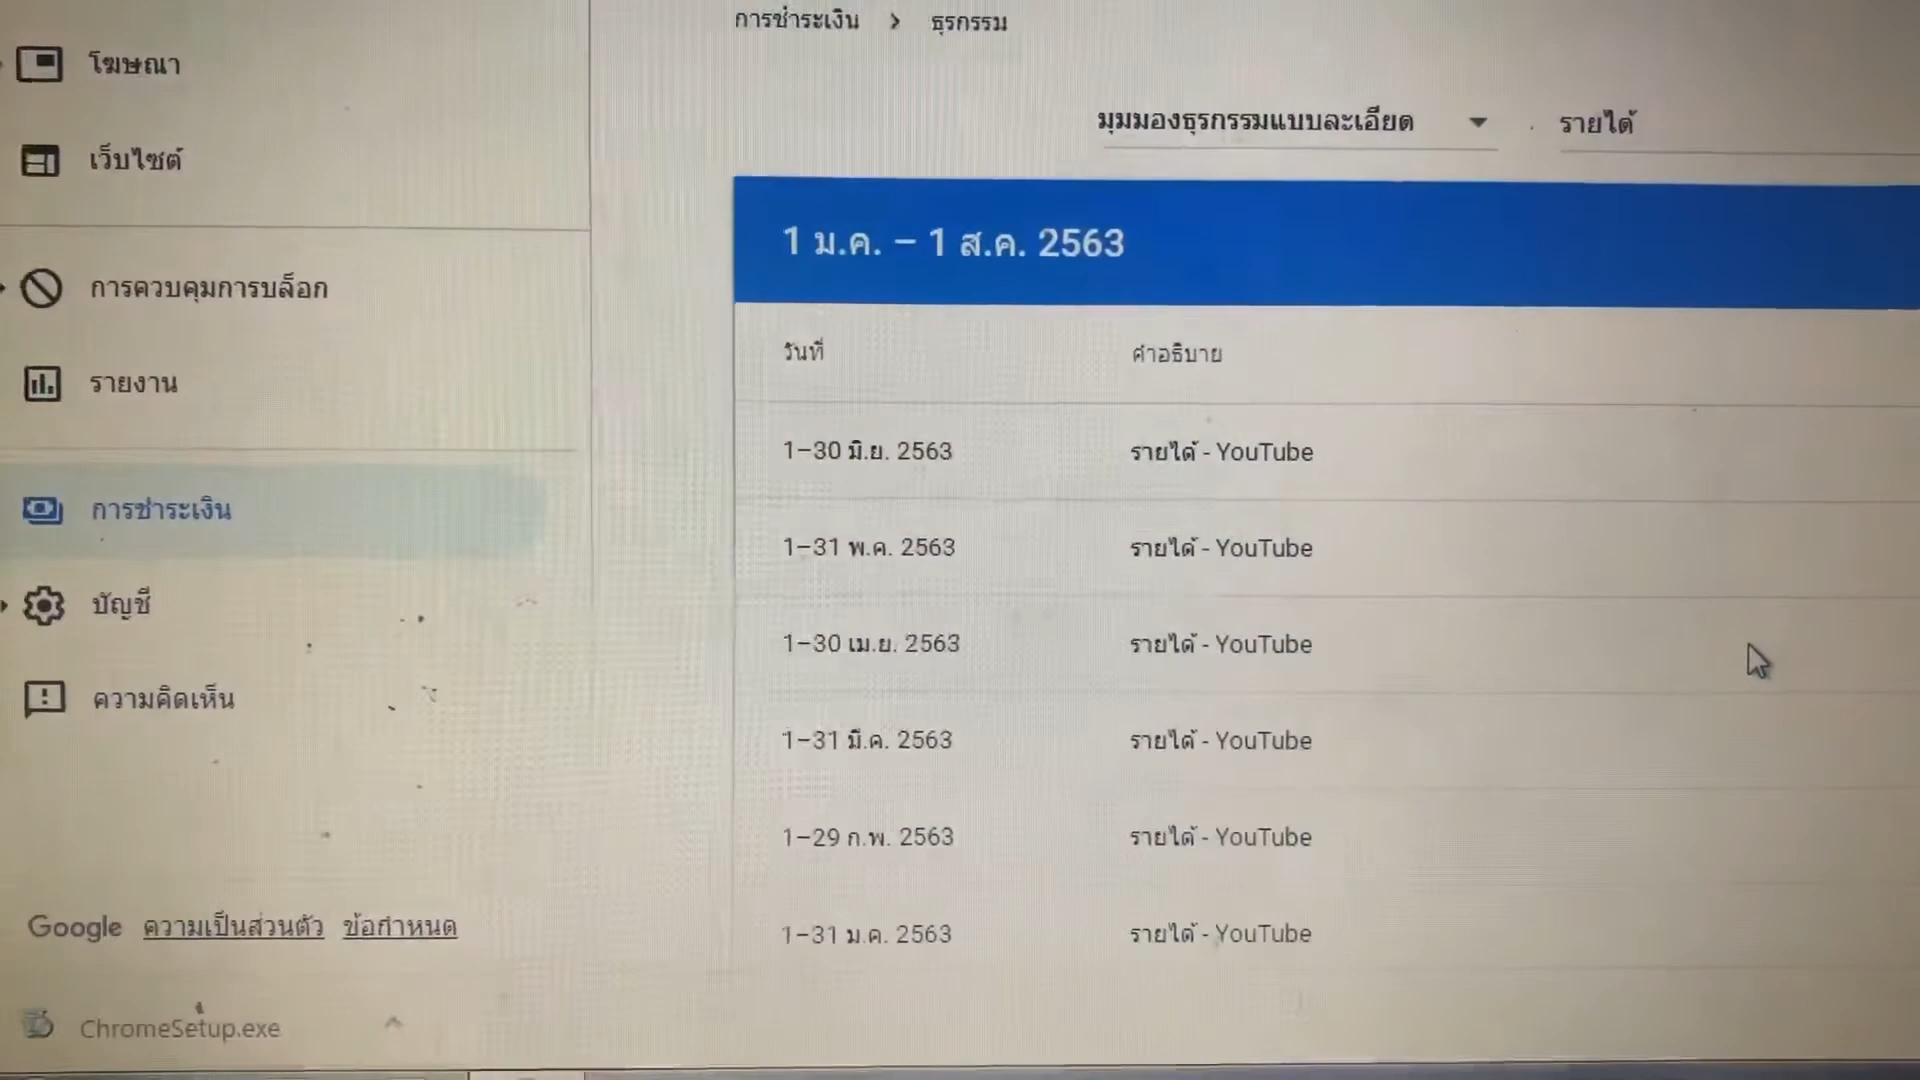 การชำระเงิน > ธุรกรรม
โฆษณา
เว็บไซต์
การควบคุมการบล็อก
รายงาน
การชำระเงิน
บัญชี
ความคิดเห็น
Google ความเป็นส่วนตัว ข้อกำหนด
ChromeSetup.exe
มุมมองธุรกรรมแบบละเอียด รายได้
1 ม.ค. – 1 ส.ค. 2563
วันที่ คำอธิบาย
1–30 มิ.ย. 2563 รายได้ - YouTube
1–31 พ.ค. 2563 รายได้ - YouTube
1–30 เม.ย. 2563 รายได้ - YouTube
1–31 มี.ค. 2563 รายได้ - YouTube
1–29 ก.พ. 2563 รายได้ - YouTube
1–31 ม.ค. 2563 รายได้ - YouTube